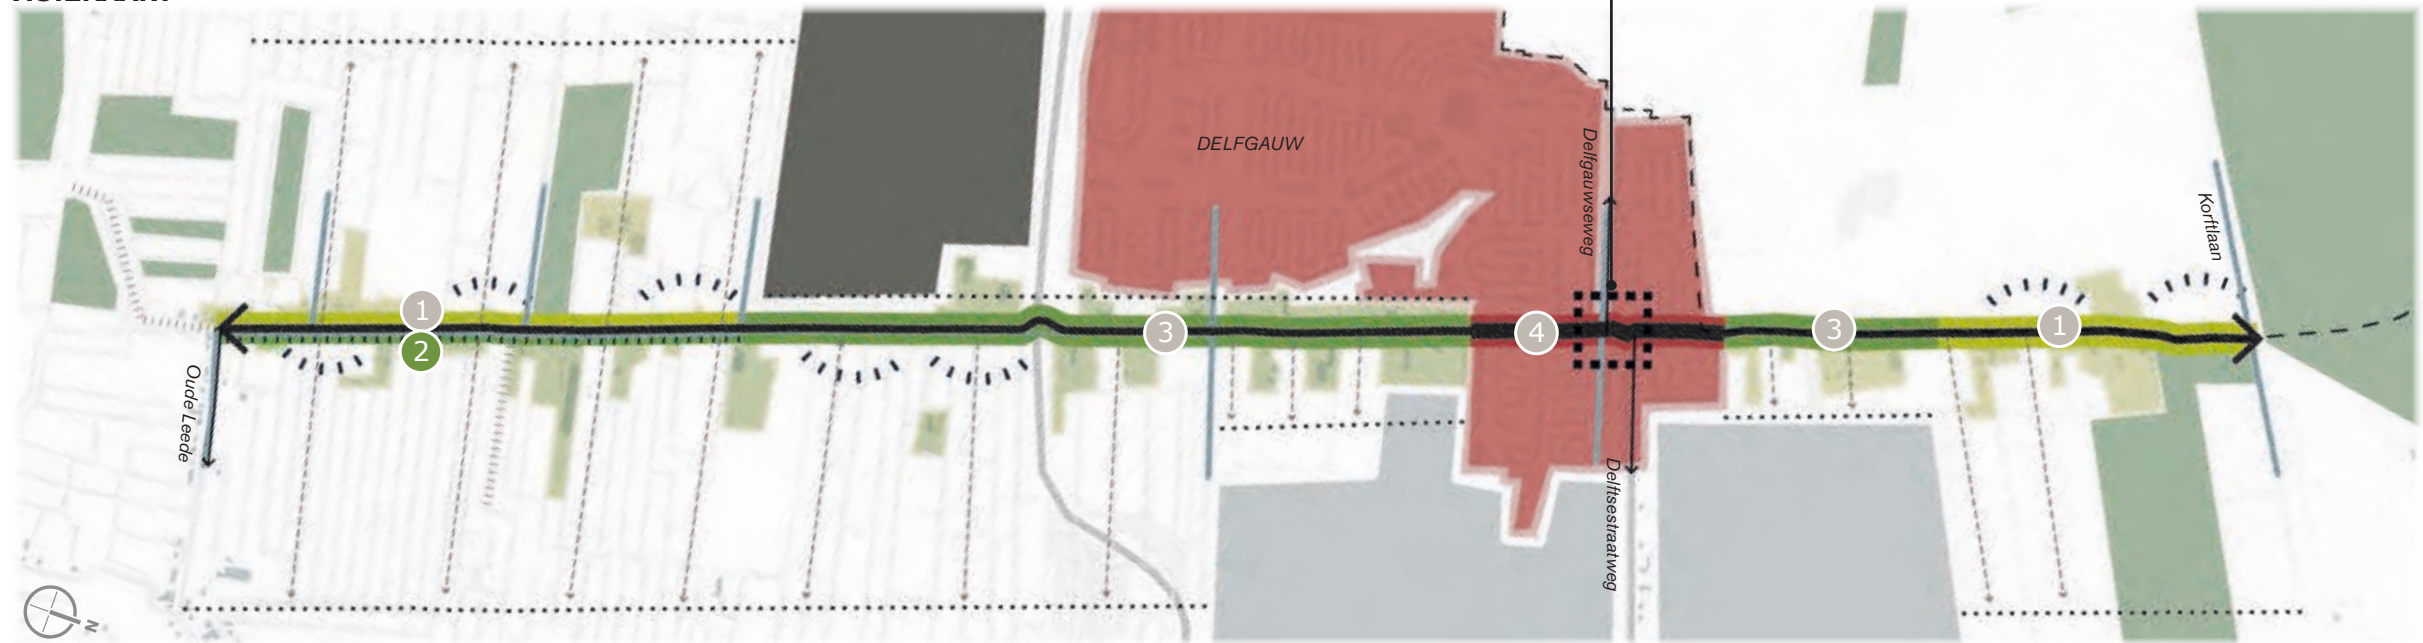 DELFGAUW
Delfgauwseweg
Korftlaan
1
2
3
4
3
1
Oude Leede
Delftsestraatweg
N